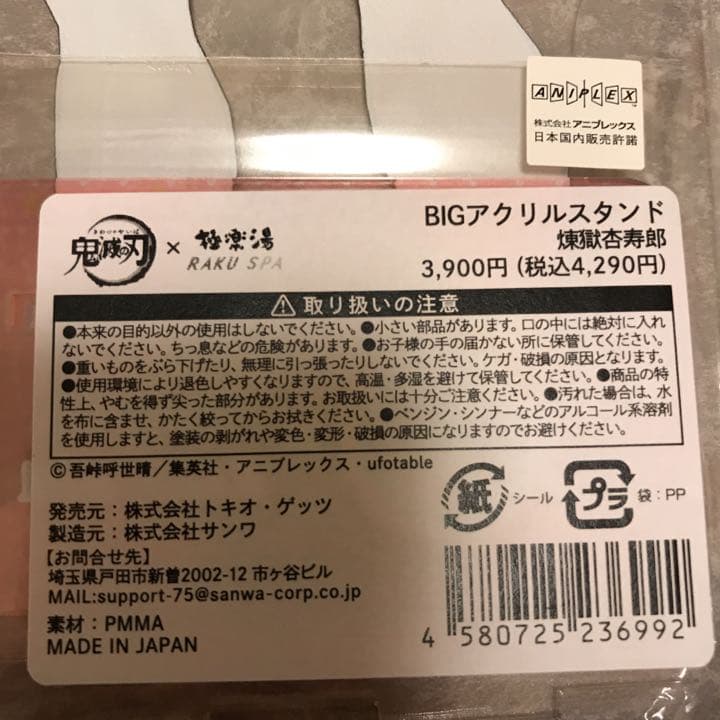 ANIPLEX
株式会社アニプレックス
日本国内販売許諾
きめつのやいば
鬼滅の刃 × 極楽湯
RAKU SPA
BIGアクリルスタンド
煉獄杏寿郎
3,900円 (税込4,290円)
⚠ 取り扱いの注意
●本来の目的以外の使用はしないでください。●小さい部品があります。口の中には絶対に入れ
ないでください。ちっ息などの危険があります。●お子様の手の届かない所に保管してください。
●重いものをぶら下げたり、無理に引っ張ったりしないでください。ケガ・破損の原因となります。
●使用環境により退色しやすくなりますので、高温・多湿を避けて保管してください。●商品の特
性上、やむを得ず尖った部分があります。お取扱いには十分ご注意ください。●汚れた場合は、水
を布に含ませ、かたく絞ってからお拭きください。●ベンジン・シンナーなどのアルコール系溶剤
を使用しますと、塗装の剥がれや変色・変形・破損の原因になりますのでお避けください。
©吾峠呼世晴／集英社・アニプレックス・ufotable
発売元：株式会社トキオ・ゲッツ
製造元：株式会社サンワ
【お問合せ先】
埼玉県戸田市新曽2002-12 市ヶ谷ビル
MAIL:support-75@sanwa-corp.co.jp
素材：PMMA
MADE IN JAPAN
紙 シール
プラ 袋：PP
4 580725 236992